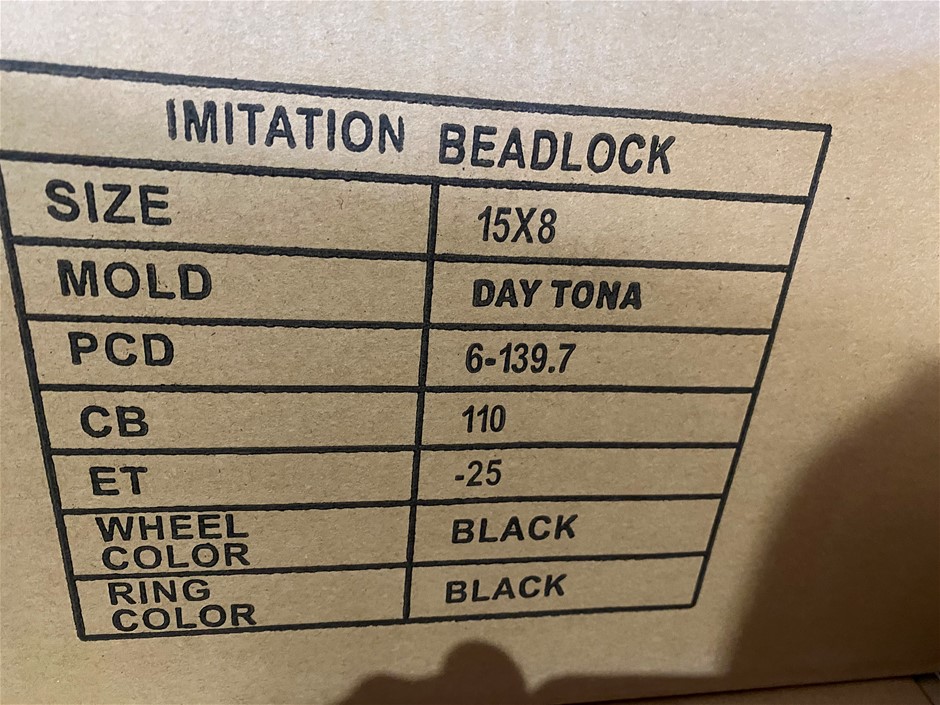 IMITATION BEADLOCK
SIZE 15X8
MOLD DAY TONA
PCD 6-139.7
CB 110
ET -25
WHEEL
COLOR BLACK
RING
COLOR BLACK